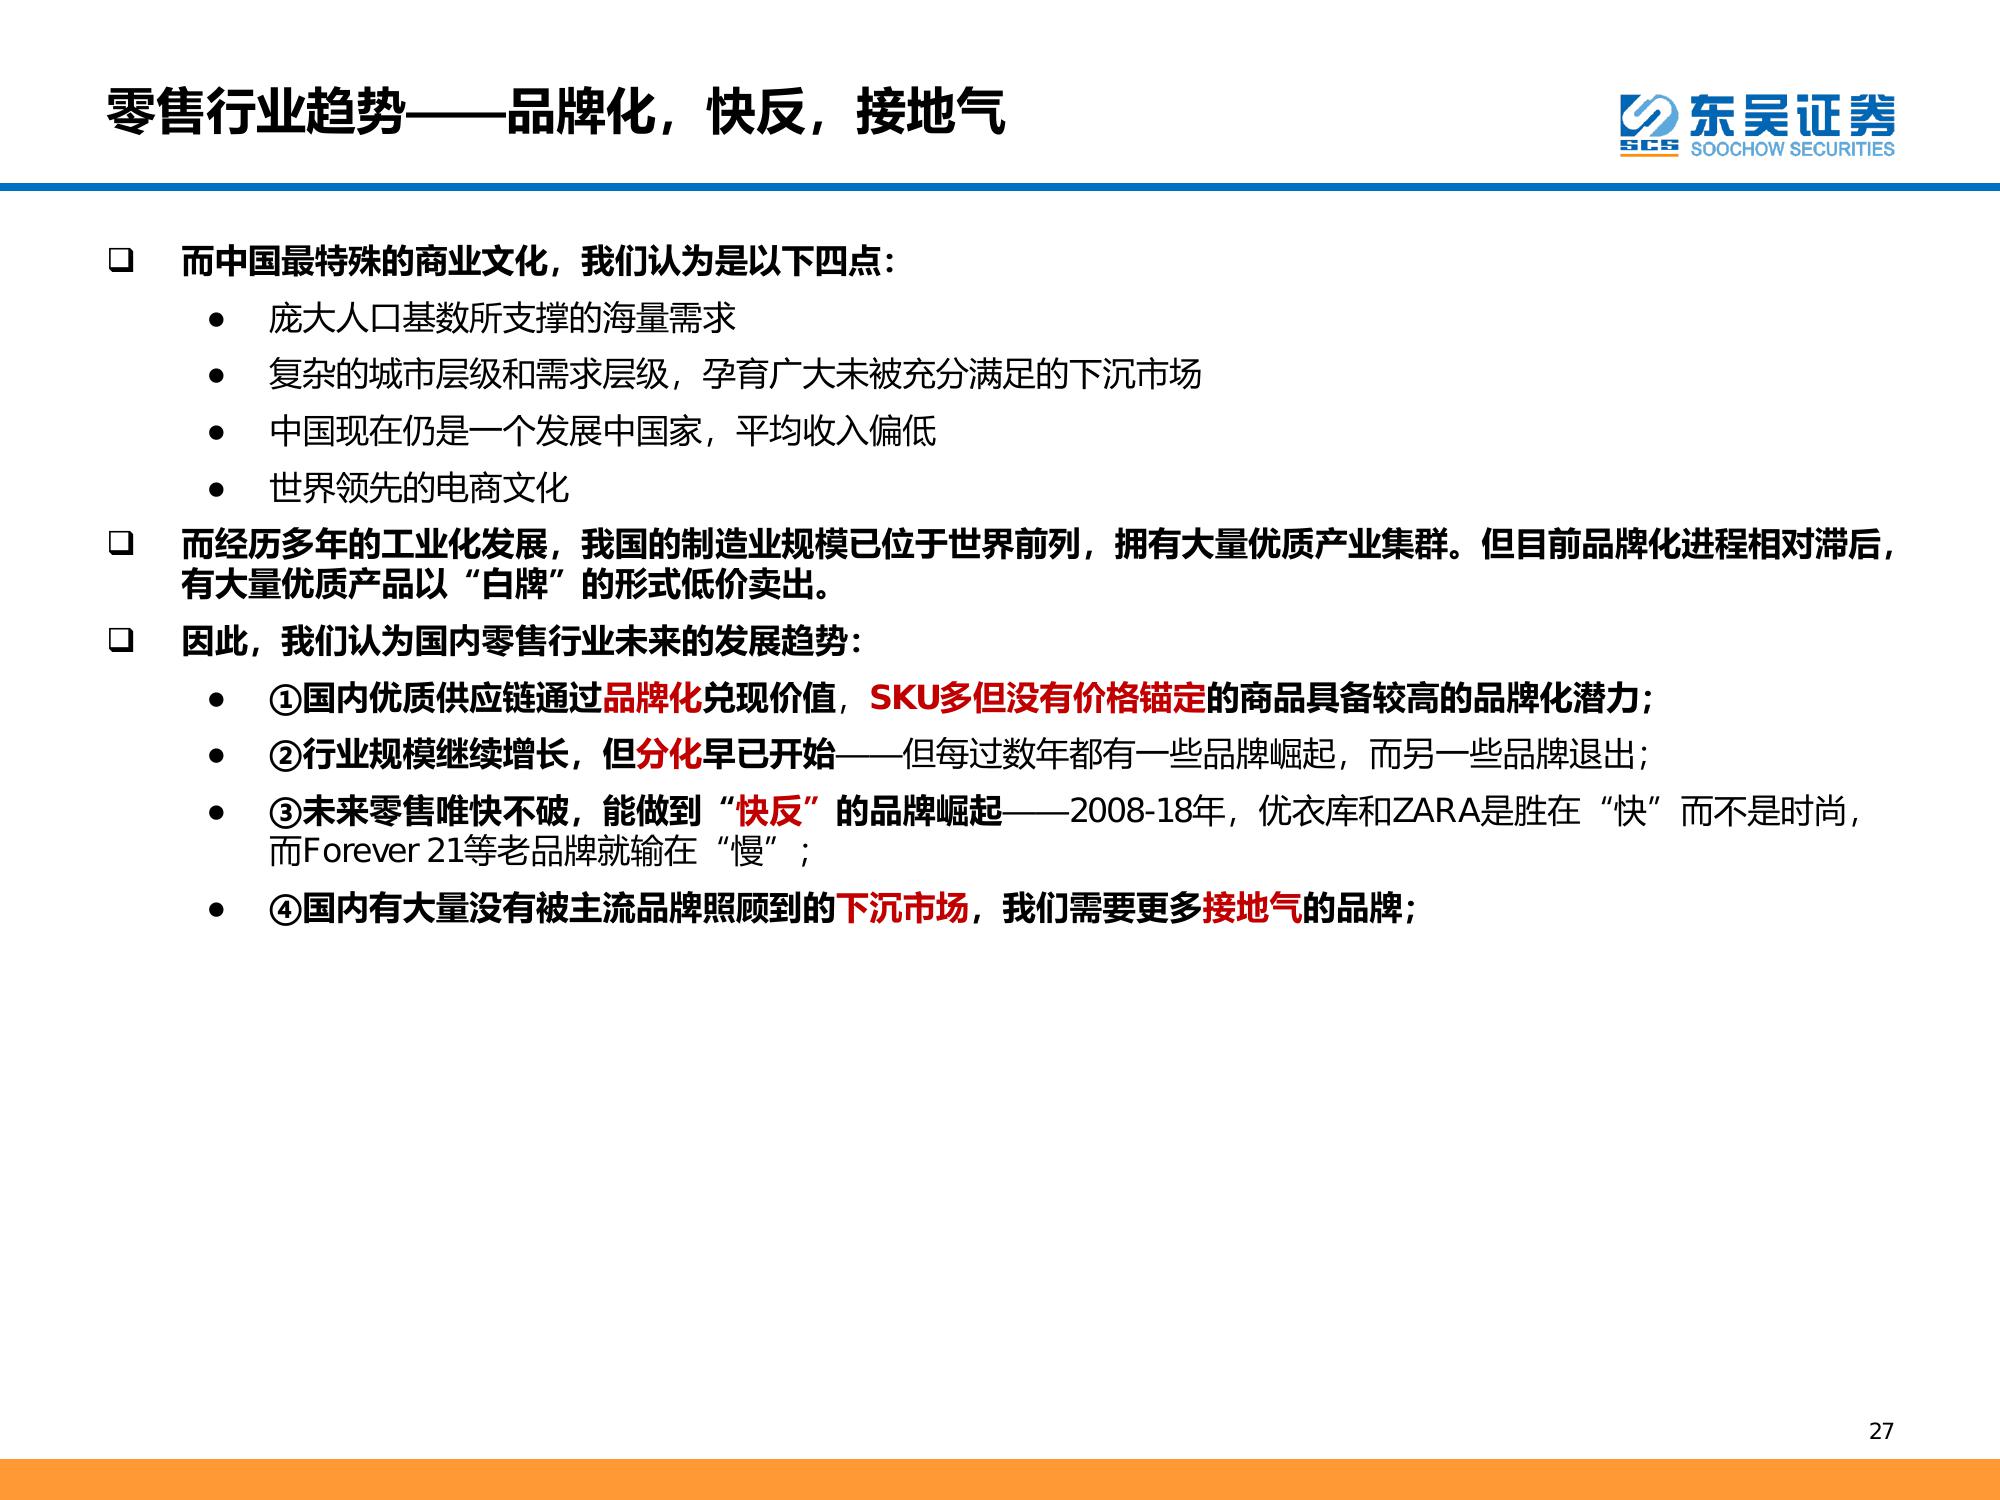 零售行业趋势——品牌化，快反，接地气
SCS
东吴证券
SOOCHOW SECURITIES
❑ 而中国最特殊的商业文化，我们认为是以下四点：
● 庞大人口基数所支撑的海量需求
● 复杂的城市层级和需求层级，孕育广大未被充分满足的下沉市场
● 中国现在仍是一个发展中国家，平均收入偏低
● 世界领先的电商文化
❑ 而经历多年的工业化发展，我国的制造业规模已位于世界前列，拥有大量优质产业集群。但目前品牌化进程相对滞后，
有大量优质产品以“白牌”的形式低价卖出。
❑ 因此，我们认为国内零售行业未来的发展趋势：
● ①国内优质供应链通过品牌化兑现价值，SKU多但没有价格锚定的商品具备较高的品牌化潜力；
● ②行业规模继续增长，但分化早已开始——但每过数年都有一些品牌崛起，而另一些品牌退出；
● ③未来零售唯快不破，能做到“快反”的品牌崛起——2008-18年，优衣库和ZARA是胜在“快”而不是时尚，
而Forever 21等老品牌就输在“慢”；
● ④国内有大量没有被主流品牌照顾到的下沉市场，我们需要更多接地气的品牌；
27